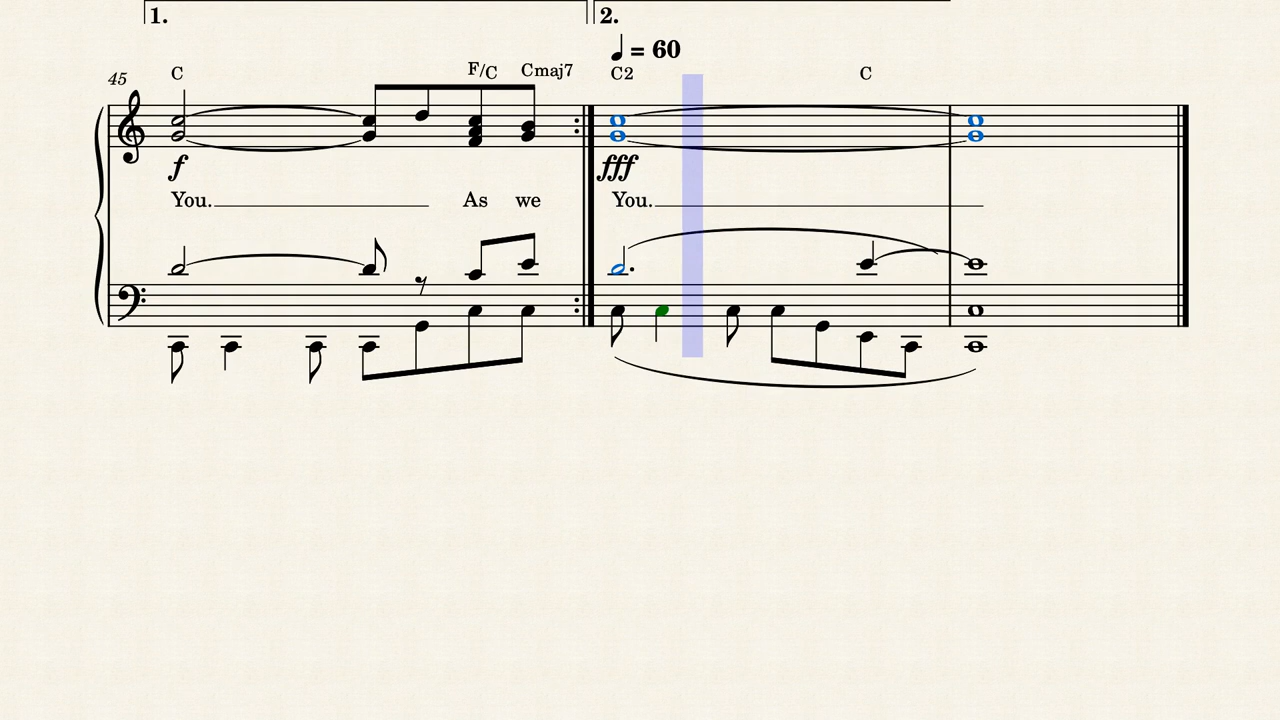 1.
2.
♩ = 60
45
C
F/C
Cmaj7
C2
C
f
fff
You. As we You.